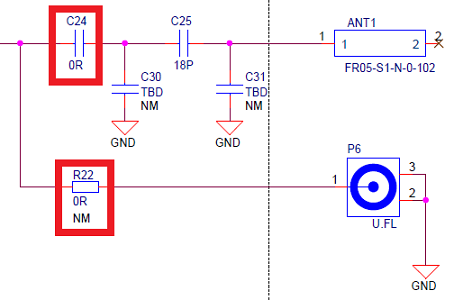 C24
0R
C25
18P
C30
TBD
NM
C31
TBD
NM
GND
GND
ANT1
1
1
2
2
FR05-S1-N-0-102
R22
0R
NM
P6
1
3
2
U.FL
GND